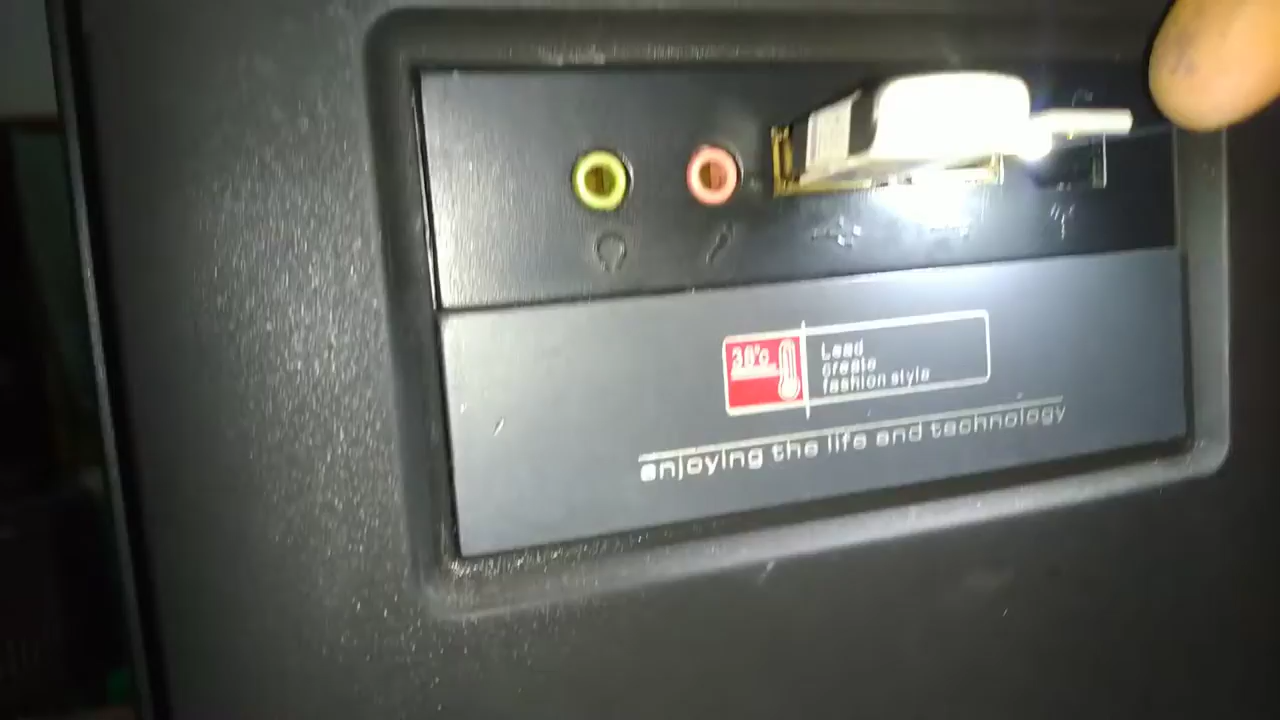 38°C
Lead
create
fashion style
enjoying the life and technology